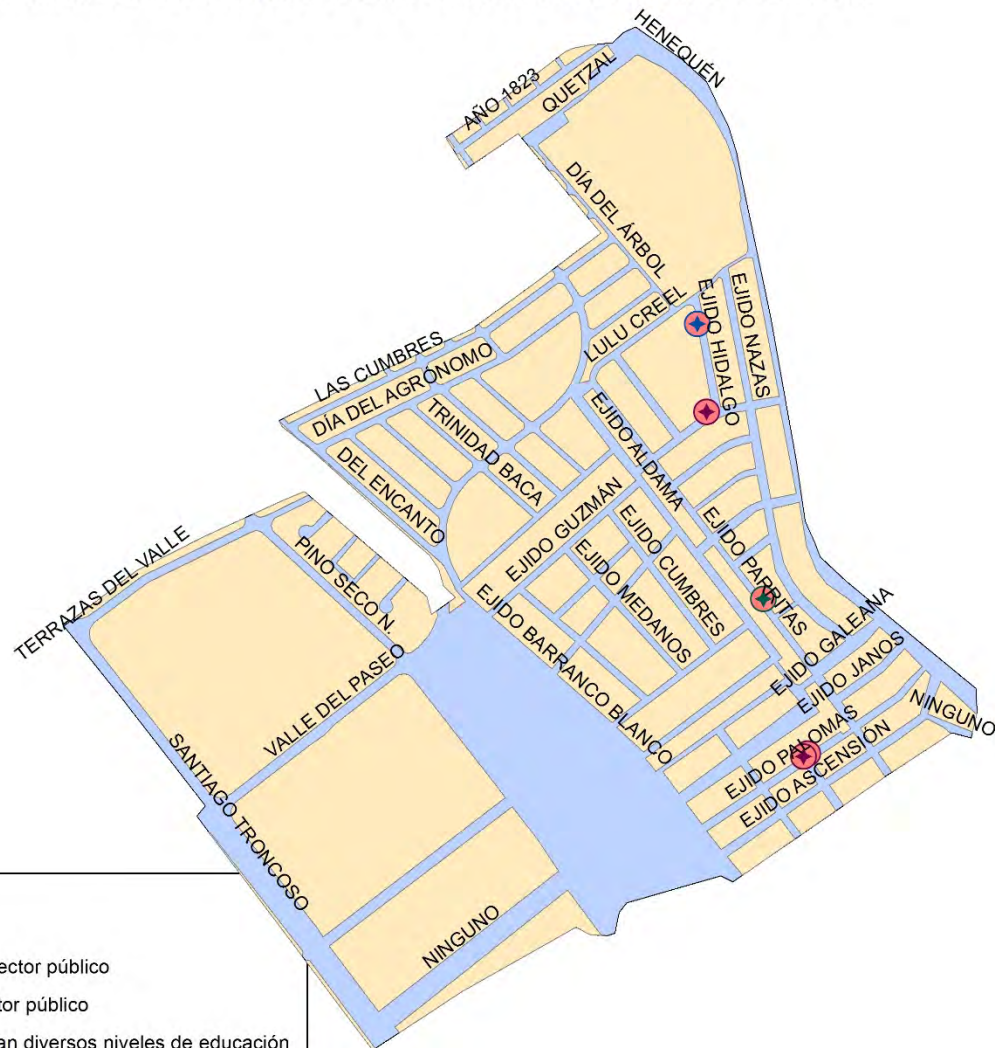 HENEQUÉN
AÑO 1823
QUETZAL
DÍA DEL ÁRBOL
LULU CREEL
EJIDO HIDALGO
EJIDO NAZAS
LAS CUMBRES
DÍA DEL AGRÓNOMO
TRINIDAD BACA
DEL ENCANTO
EJIDO ALDAMA
EJIDO GUZMÁN
EJIDO CUMBRES
EJIDO MEDANOS
EJIDO PARRITAS
TERRAZAS DEL VALLE
PINO SECO N.
EJIDO BARRANCO BLANCO
EJIDO GALEANA
EJIDO JANOS
NINGUNO
VALLE DEL PASEO
EJIDO PALOMAS
EJIDO ASCENSIÓN
SANTIAGO TRONCOSO
NINGUNO
ector público
tor público
an diversos niveles de educación